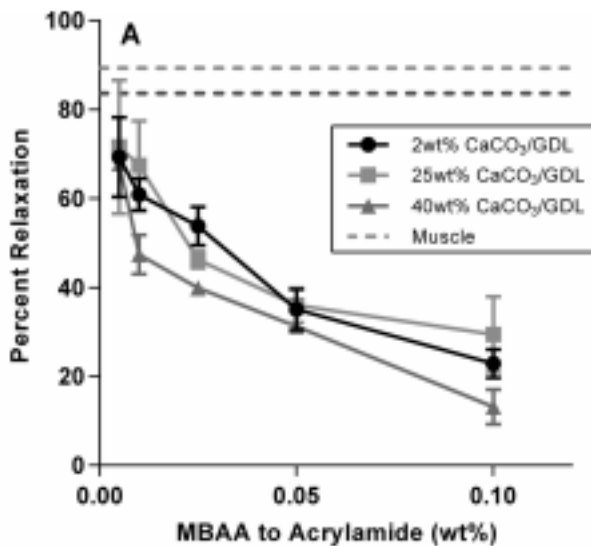 A
100
80
60
40
20
0
0.00 0.05 0.10
Percent Relaxation
MBAA to Acrylamide (wt%)
2wt% CaCO₃/GDL
25wt% CaCO₃/GDL
40wt% CaCO₃/GDL
Muscle